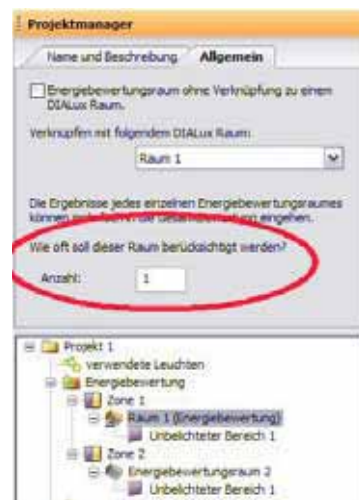 Projektmanager
Name und Beschreibung Allgemein
Energiebewertungsraum ohne Verknüpfung zu einem
DIALux Raum.
Verknüpfen mit folgendem DIALux Raum:
Raum 1
Die Ergebnisse jedes einzelnen Energiebewertungsraumes
können in die eingehen.
Wie oft soll dieser Raum berücksichtigt werden?
Anzahl: 1
Projekt 1
verwendete Leuchten
Energiebewertung
Zone 1
Raum 1 (Energiebewertung)
Unbelichteter Bereich 1
Zone 2
Energiebewertungsraum 2
Unbelichteter Bereich 1